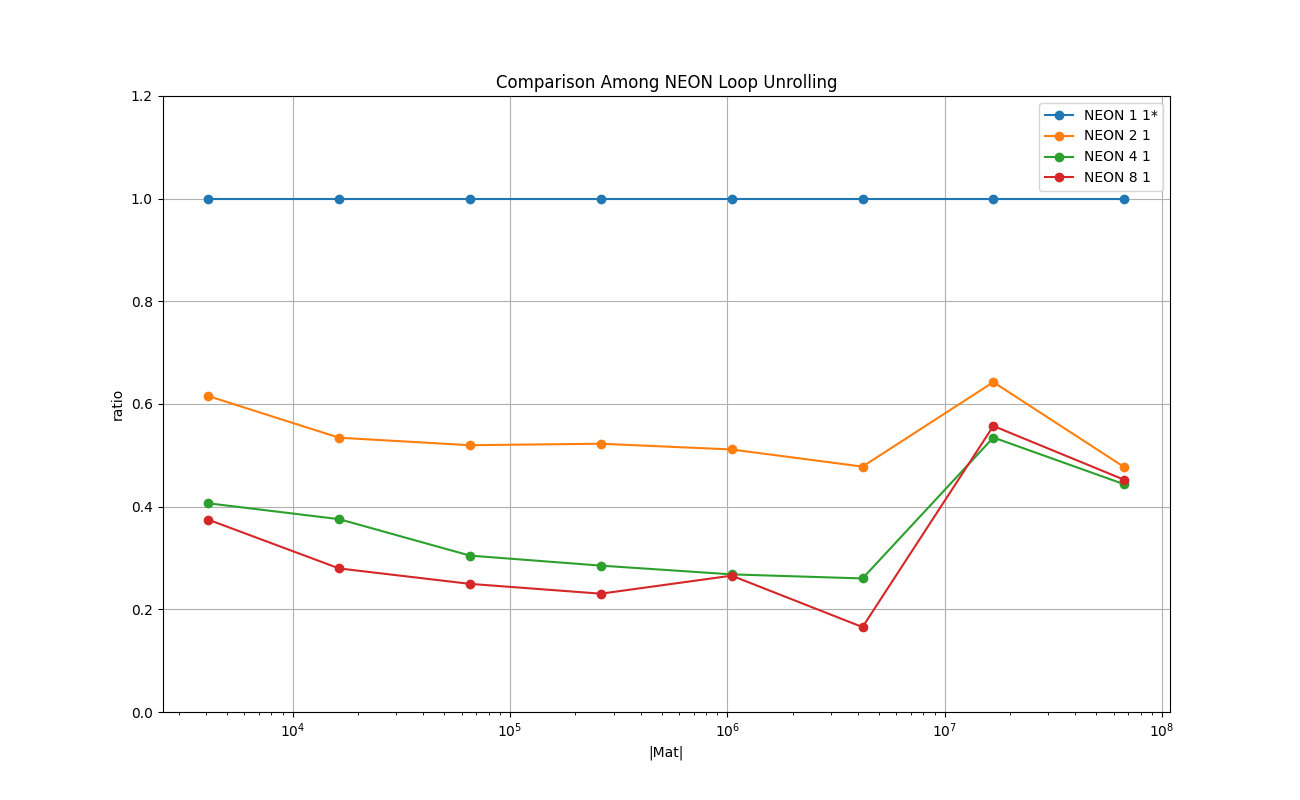 Comparison Among NEON Loop Unrolling
NEON 1 1*
NEON 2 1
NEON 4 1
NEON 8 1
ratio
1.2
1.0
0.8
0.6
0.4
0.2
0.0
10⁴ 10⁵ 10⁶ 10⁷ 10⁸
|Mat|